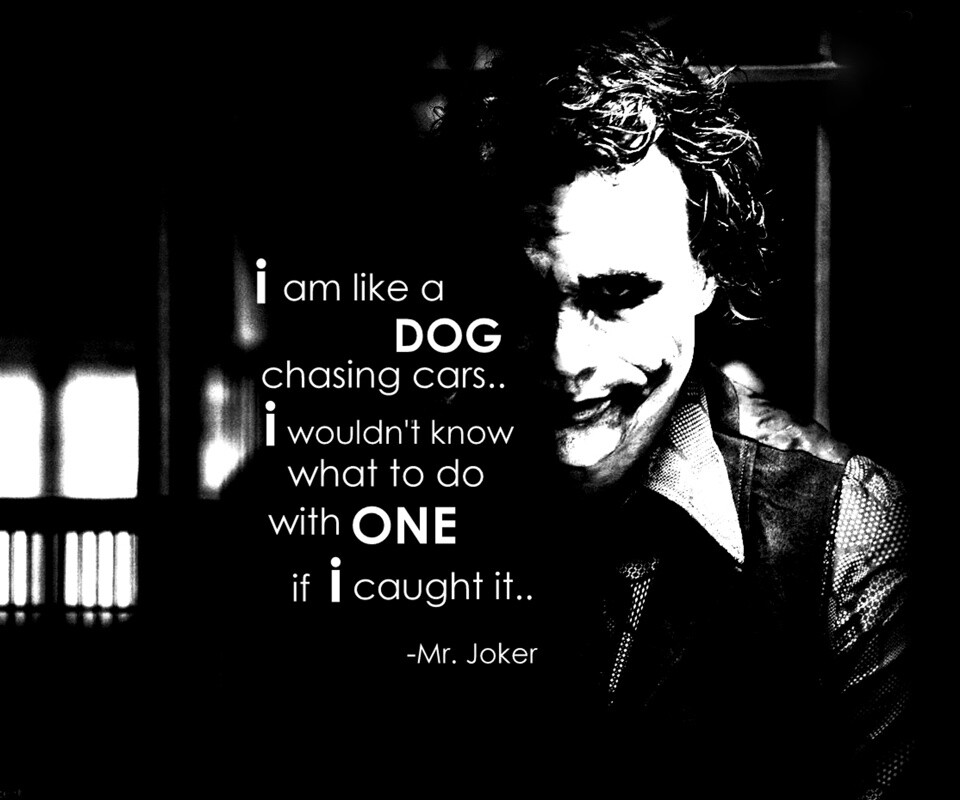 i am like a
DOG
chasing cars..
i wouldn't know
what to do
with ONE
if i caught it..
-Mr. Joker